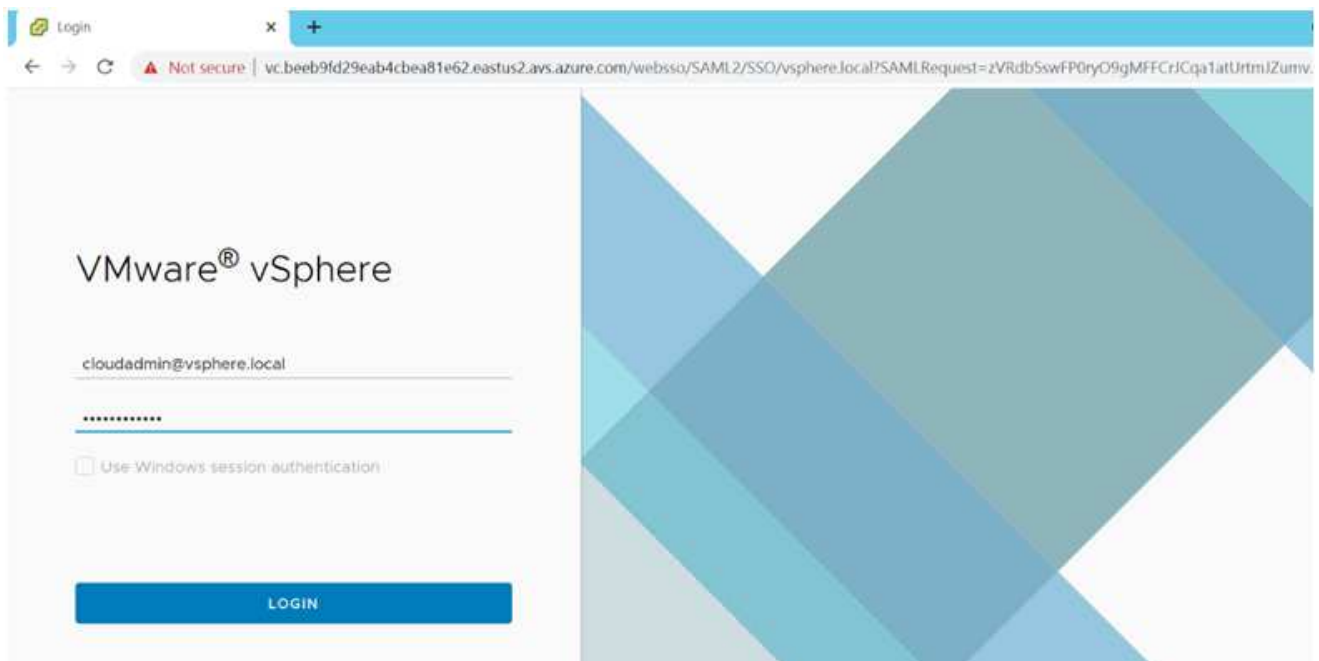 Login
Not secure | vc.beeb9fd29eab4cbea81e62.eastus2.avs.azure.com/websso/SAML2/SSO/vsphere.local?SAMLRequest=
VMware® vSphere
cloudadmin@vsphere.local
••••••••••••
Use Windows session authentication
LOGIN